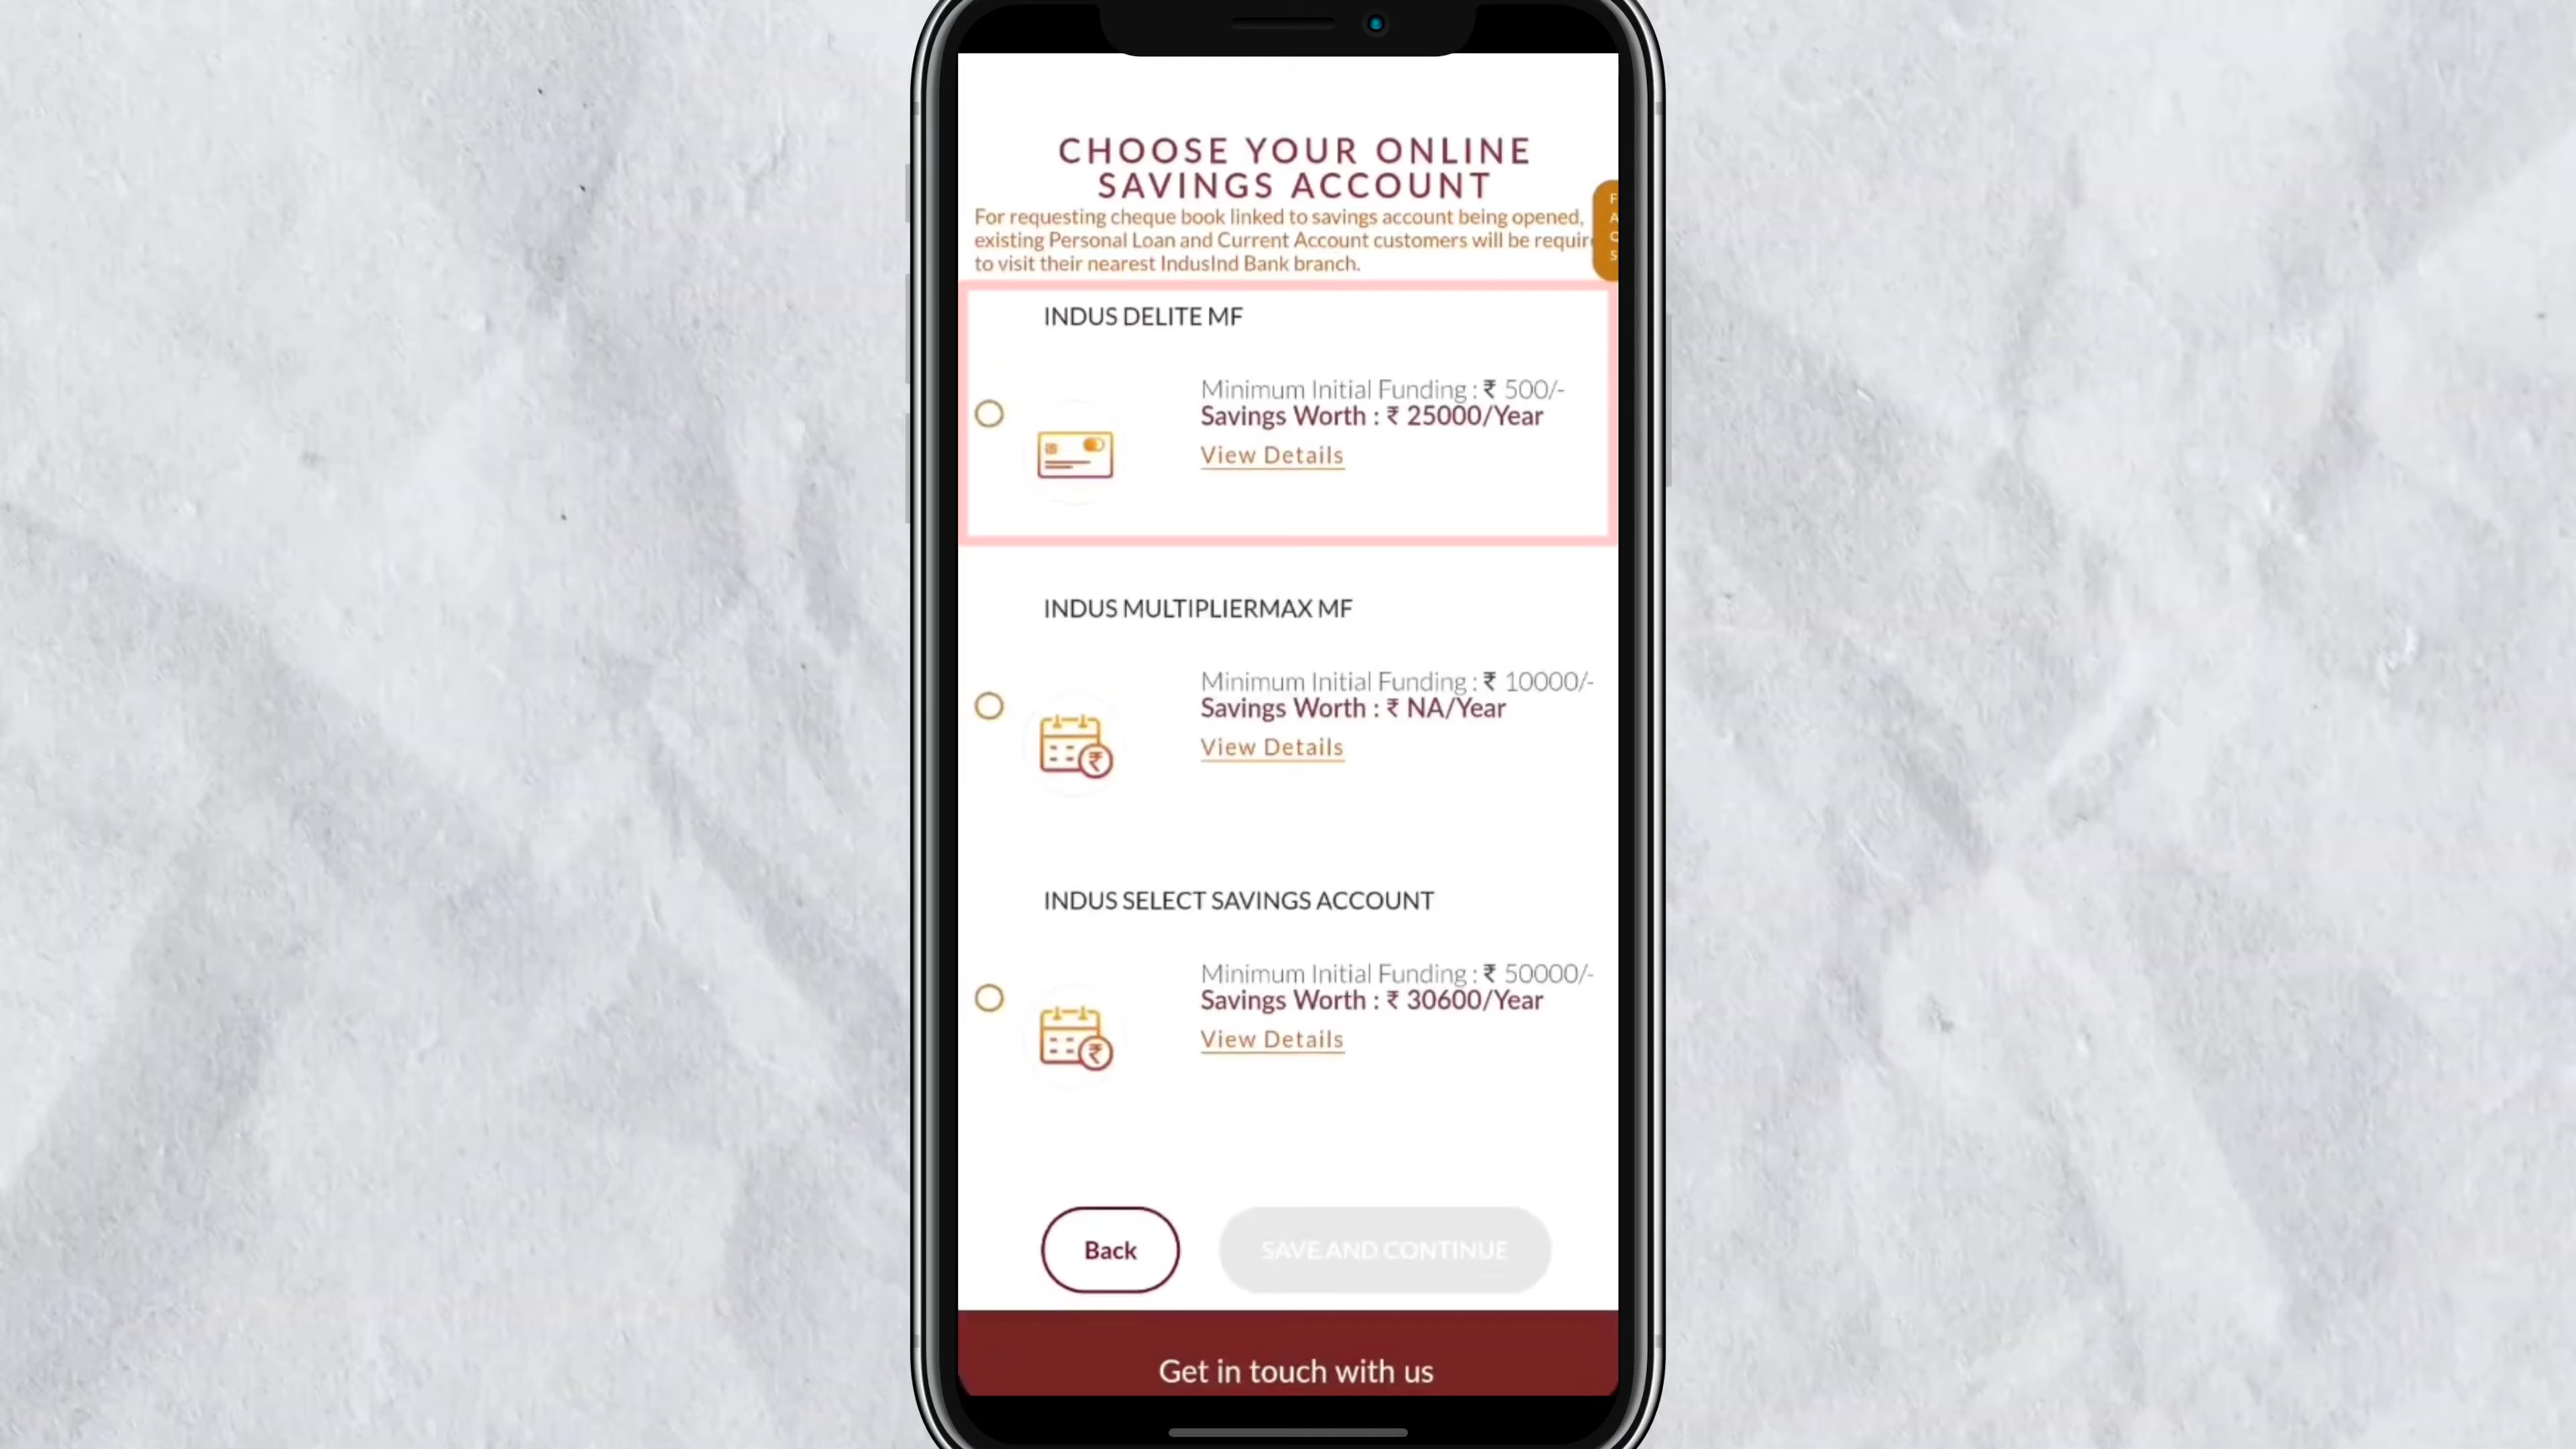 CHOOSE YOUR ONLINE
SAVINGS ACCOUNT
For requesting cheque book linked to savings account being opened,
existing Personal Loan and Current Account customers will be requir
to visit their nearest IndusInd Bank branch.
F
A
Q
S
INDUS DELITE MF
Minimum Initial Funding : ₹ 500/-
Savings Worth : ₹ 25000/Year
View Details
INDUS MULTIPLIERMAX MF
Minimum Initial Funding : ₹ 10000/-
Savings Worth : ₹ NA/Year
View Details
INDUS SELECT SAVINGS ACCOUNT
Minimum Initial Funding : ₹ 50000/-
Savings Worth : ₹ 30600/Year
View Details
Back
SAVE AND CONTINUE
Get in touch with us